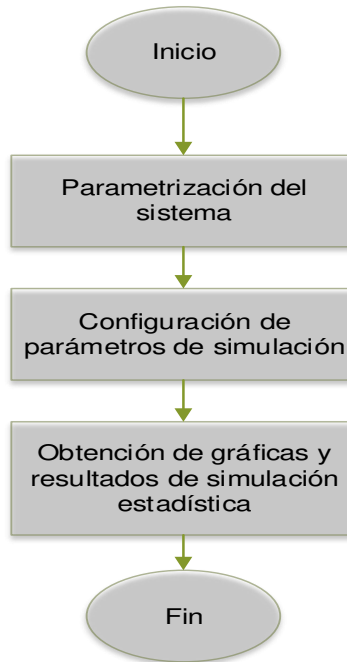 Inicio
Parametrización del
sistema
Configuración de
parámetros de simulación
Obtención de gráficas y
resultados de simulación
estadística
Fin